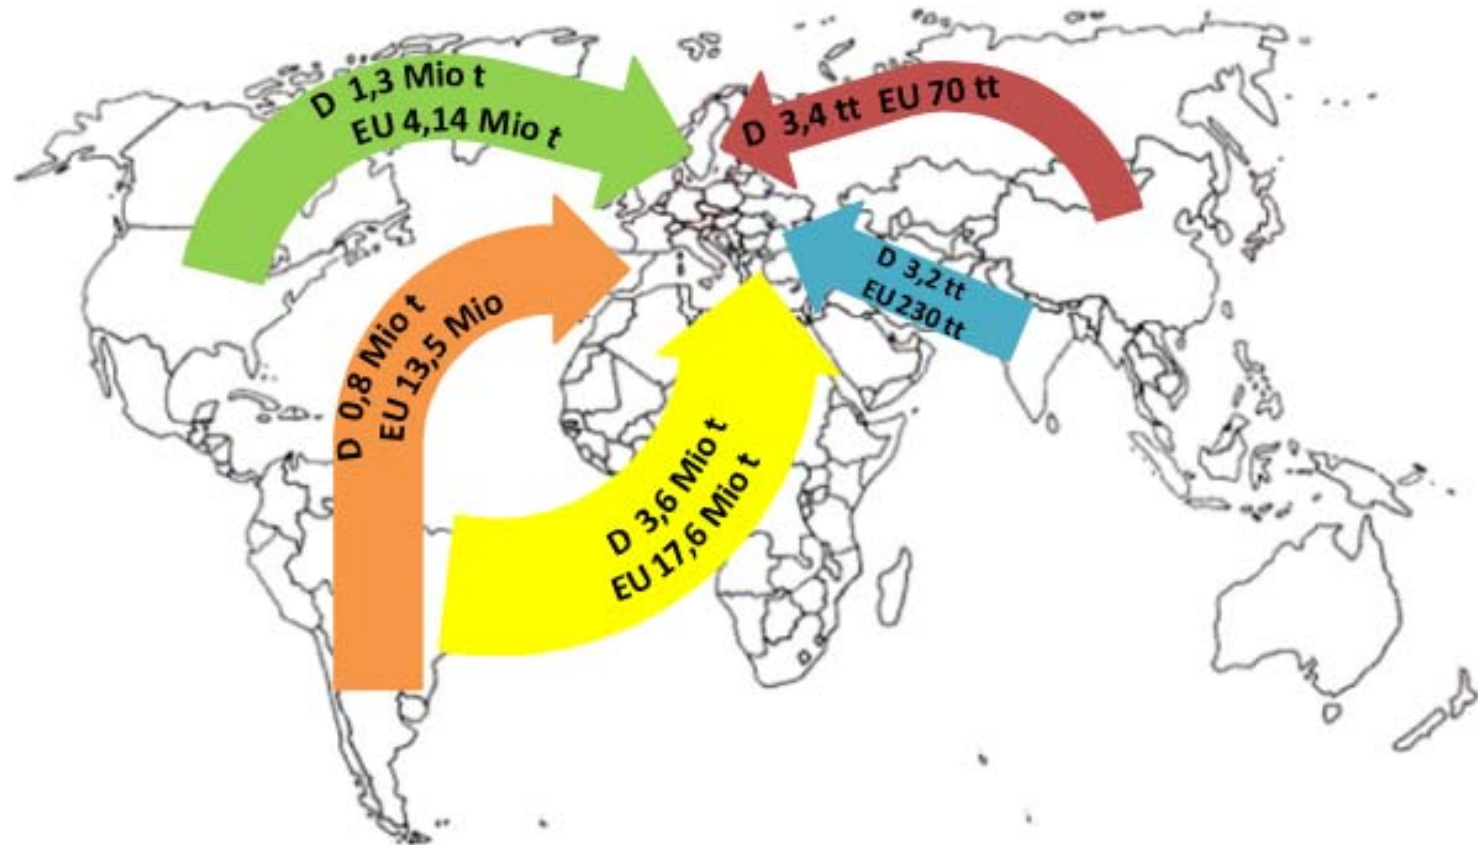 D 1,3 Mio t
EU 4,14 Mio t
D 3,4 tt EU 70 tt
D 3,2 tt
EU 230 tt
D 0,8 Mio t
EU 13,5 Mio
D 3,6 Mio t
EU 17,6 Mio t